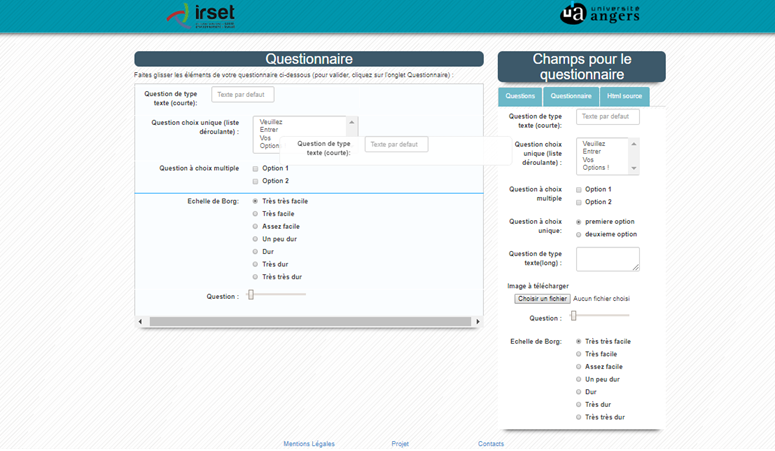 irset
université
angers
Questionnaire
Faites glisser les éléments de votre questionnaire ci-dessous (pour valider, cliquez sur l'onglet Questionnaire) :
Question de type
texte (courte):
Texte par defaut
Question choix unique (liste
déroulante) :
Veuillez
Entrer
Vos
Option
Question de type
texte (courte):
Texte par defaut
Question à choix multiple
Option 1
Option 2
Echelle de Borg:
Très très facile
Très facile
Assez facile
Un peu dur
Dur
Très dur
Très très dur
Question :
Champs pour le
questionnaire
Questions
Questionnaire
Html source
Question de type
texte (courte):
Texte par defaut
Question choix
unique (liste
déroulante) :
Veuillez
Entrer
Vos
Options !
Question à choix
multiple
Option 1
Option 2
Question à choix
unique:
premiere option
deuxieme option
Question de type
texte(long) :
Image à télécharger
Choisir un fichier
Aucun fichier choisi
Question :
Echelle de Borg:
Très très facile
Très facile
Assez facile
Un peu dur
Dur
Très dur
Très très dur
Mentions Légales
Projet
Contacts